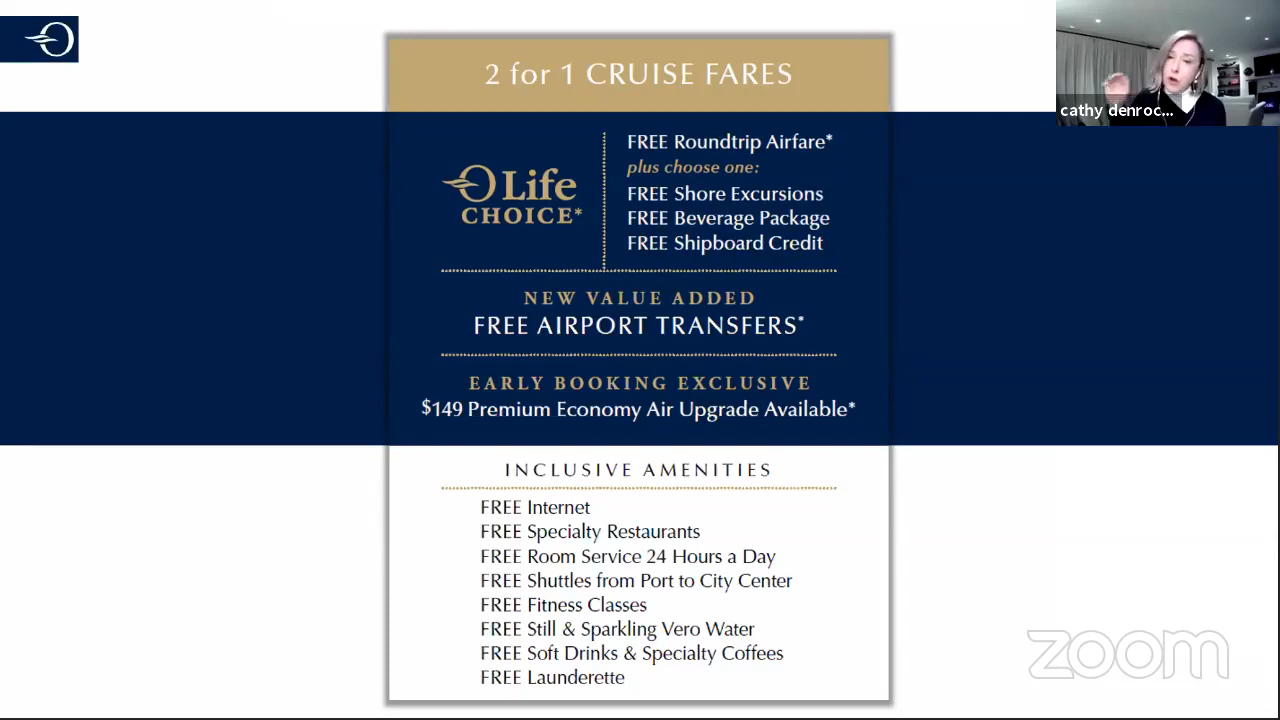 2 for 1 CRUISE FARES
O Life
CHOICE*
FREE Roundtrip Airfare*
plus choose one:
FREE Shore Excursions
FREE Beverage Package
FREE Shipboard Credit
NEW VALUE ADDED
FREE AIRPORT TRANSFERS*
EARLY BOOKING EXCLUSIVE
$149 Premium Economy Air Upgrade Available*
INCLUSIVE AMENITIES
FREE Internet
FREE Specialty Restaurants
FREE Room Service 24 Hours a Day
FREE Shuttles from Port to City Center
FREE Fitness Classes
FREE Still & Sparkling Vero Water
FREE Soft Drinks & Specialty Coffees
FREE Launderette
cathy denroc...
zoom